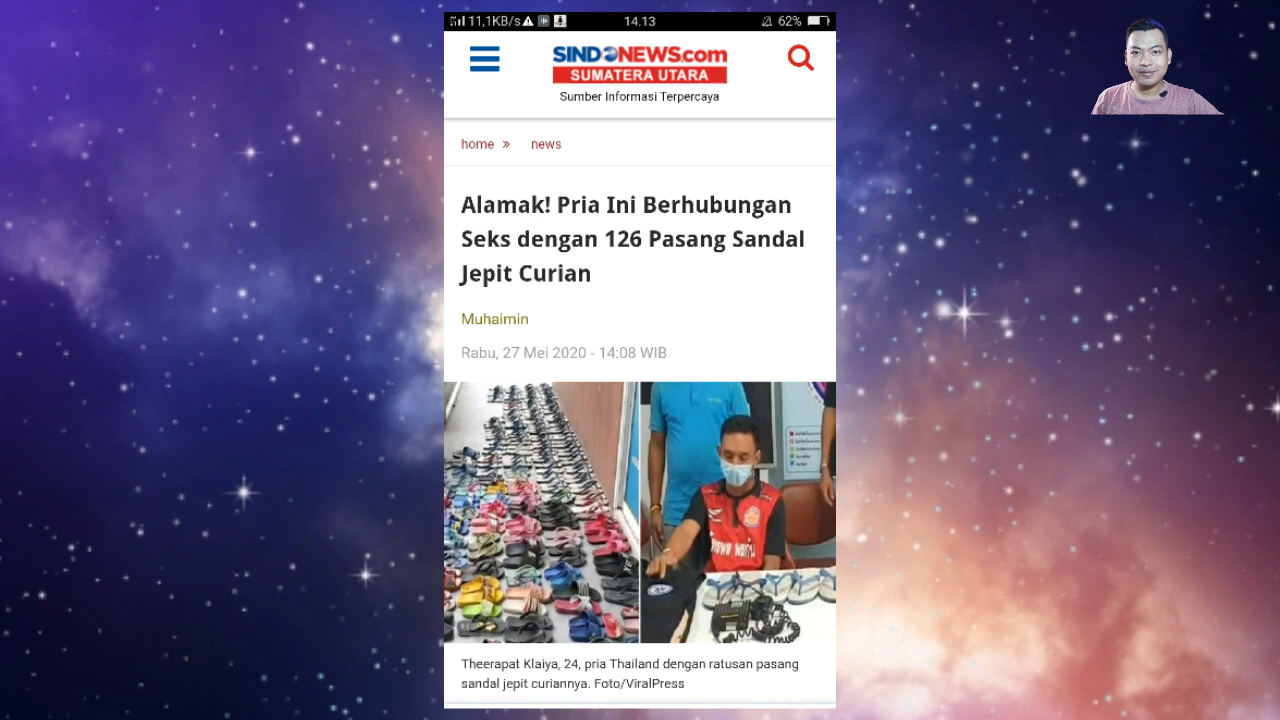 11,1KB/s
14.13
62%
SINDONEWS.com
SUMATERA UTARA
Sumber Informasi Terpercaya
home » news
Alamak! Pria Ini Berhubungan
Seks dengan 126 Pasang Sandal
Jepit Curian
Muhaimin
Rabu, 27 Mei 2020 - 14:08 WIB
Theerapat Klaiya, 24, pria Thailand dengan ratusan pasang
sandal jepit curiannya. Foto/ViralPress